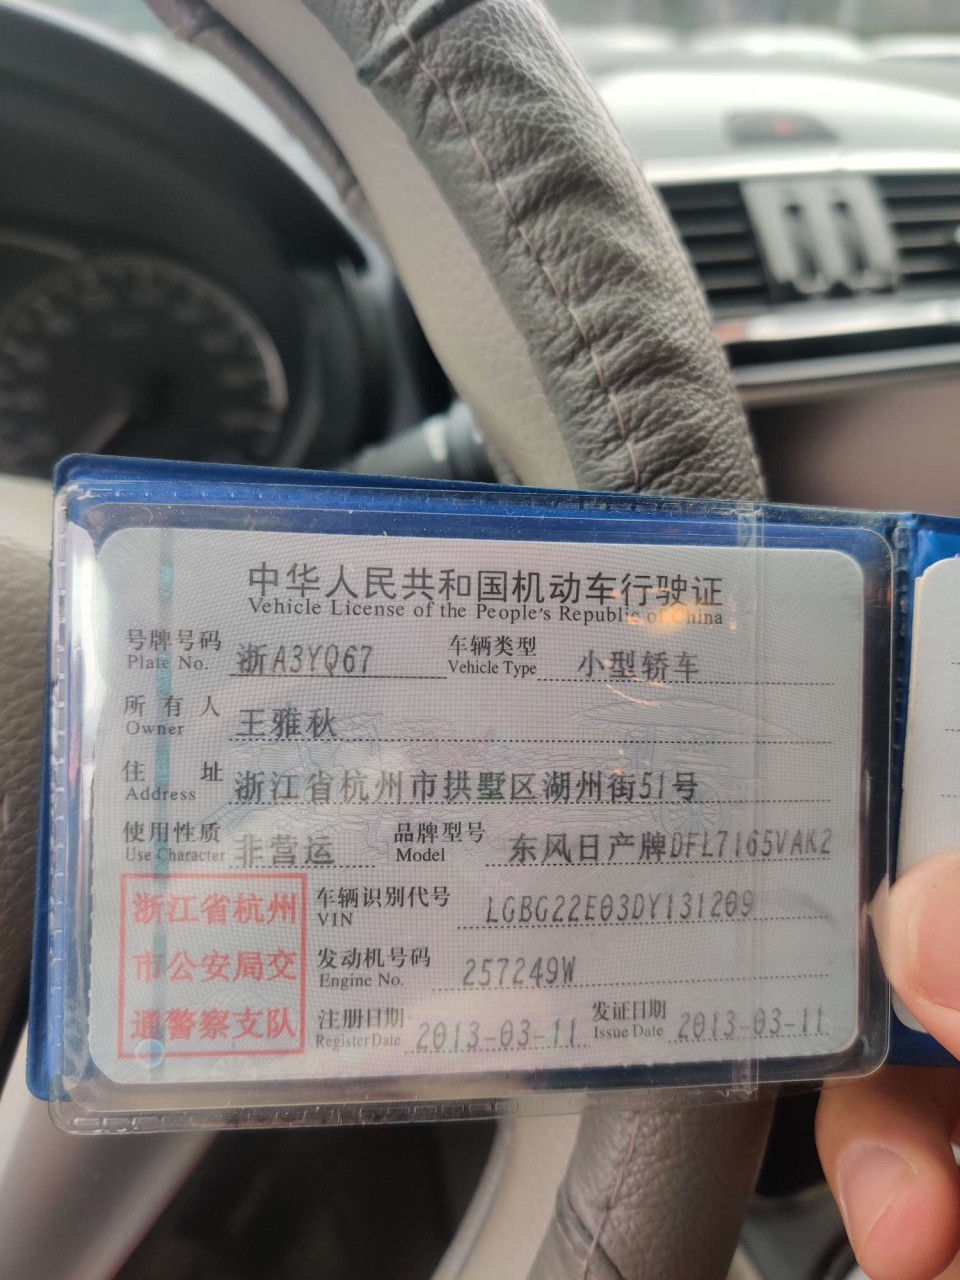 中华人民共和国机动车行驶证
Vehicle License of the People's Republic of China
号牌号码 浙A3YQ67 车辆类型 小型轿车
Plate No. Vehicle Type
所有人 王雅秋
Owner
住址 浙江省杭州市拱墅区湖州街51号
Address
使用性质 非营运 品牌型号 东风日产牌DFL7165VAK2
Use Character Model
浙江省杭州
市公安局交
通警察支队
车辆识别代号 LGBG22E03DY131209
VIN
发动机号码 257249W
Engine No.
注册日期 2013-03-11 发证日期 2013-03-11
Register Date Issue Date